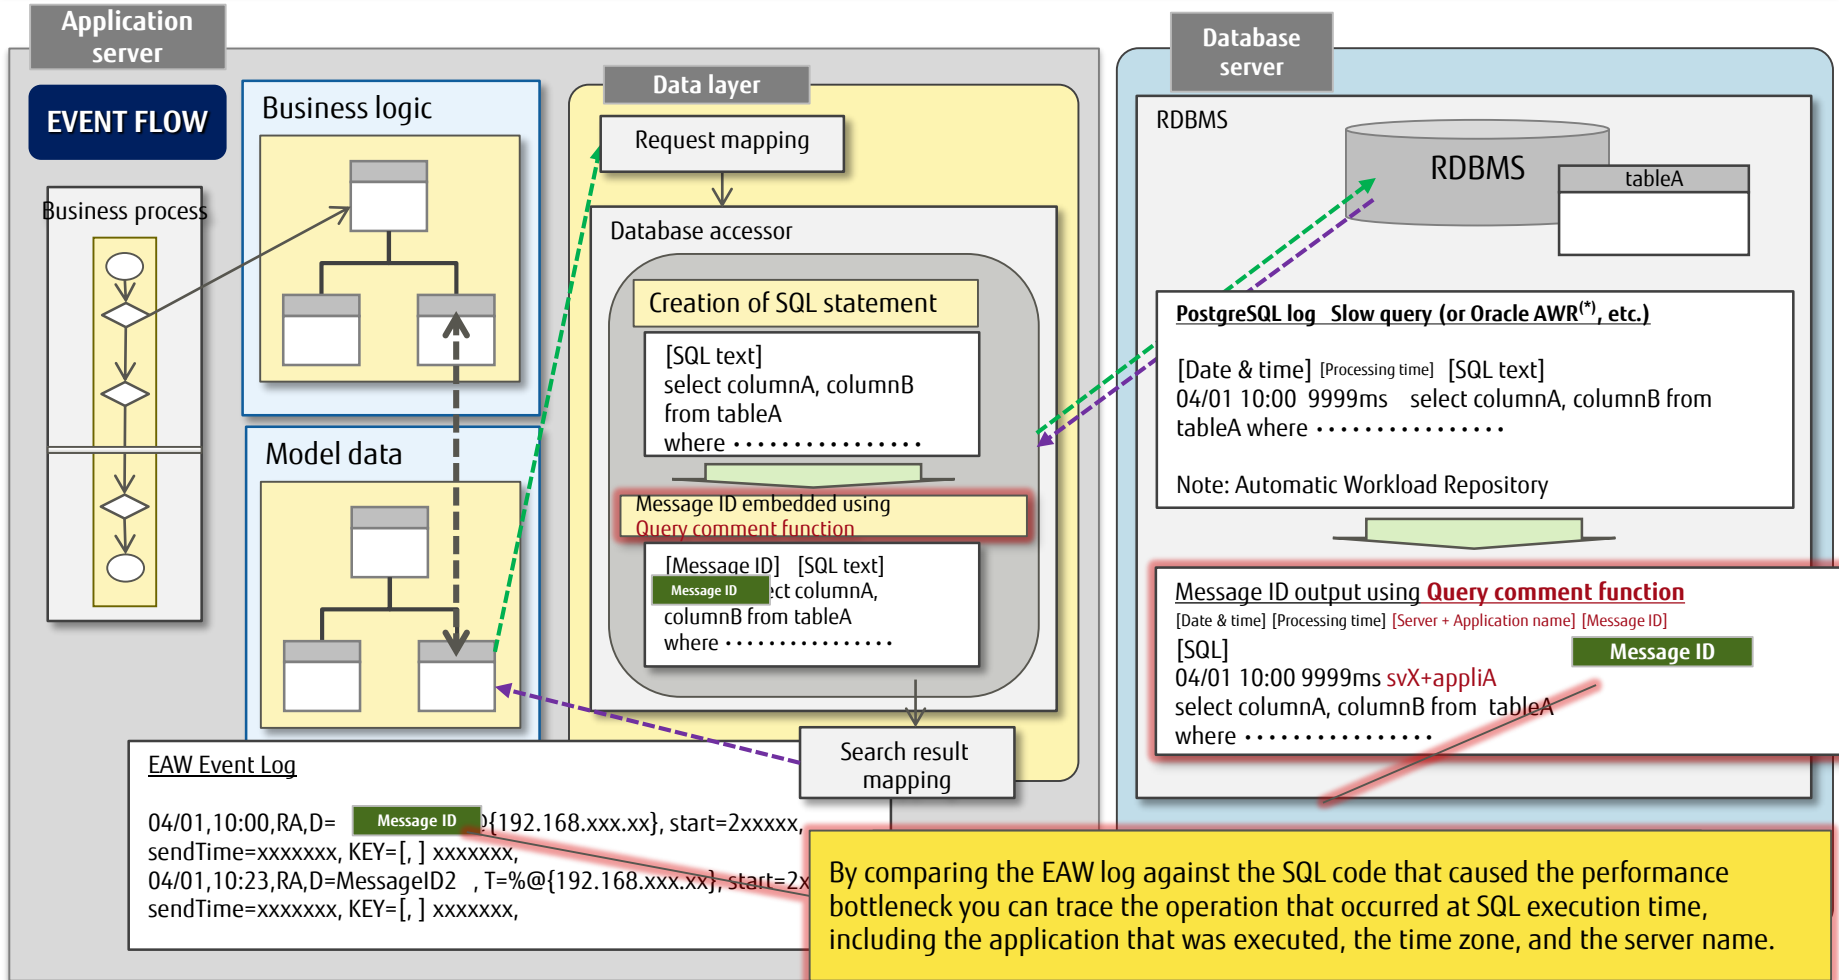 Application
server
EVENT FLOW
Business process
Business logic
Model data
Data layer
Request mapping
Database accessor
Creation of SQL statement
[SQL text]
select columnA, columnB
from tableA
where ················
Message ID embedded using
Query comment function
[Message ID] [SQL text]
Message ID ect columnA,
columnB from tableA
where ················
Search result
mapping
EAW Event Log
04/01,10:00,RA,D= Message ID @{192.168.xxx.xx}, start=2xxxxx,
sendTime=xxxxxxx, KEY=[, ] xxxxxxx,
04/01,10:23,RA,D=MessageID2 , T=%@{192.168.xxx.xx}, start=2x
sendTime=xxxxxxx, KEY=[, ] xxxxxxx,
Database
server
RDBMS
RDBMS
tableA
PostgreSQL log Slow query (or Oracle AWR(*), etc.)
[Date & time] [Processing time] [SQL text]
04/01 10:00 9999ms select columnA, columnB from
tableA where ················
Note: Automatic Workload Repository
Message ID output using Query comment function
[Date & time] [Processing time] [Server + Application name] [Message ID]
[SQL]
Message ID
04/01 10:00 9999ms svX+appliA
select columnA, columnB from tableA
where ················
By comparing the EAW log against the SQL code that caused the performance
bottleneck you can trace the operation that occurred at SQL execution time,
including the application that was executed, the time zone, and the server name.